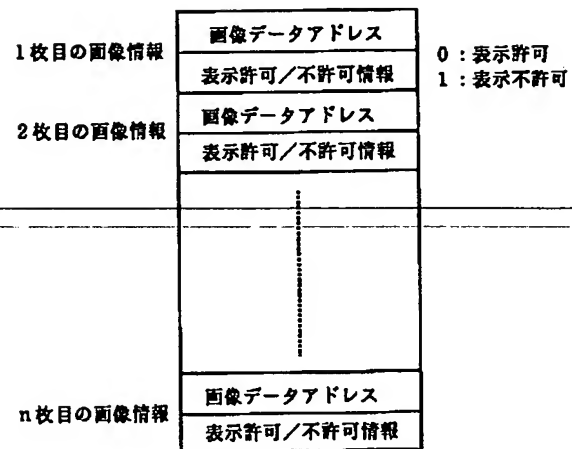 画像データアドレス
1枚目の画像情報
表示許可/不許可情報
0:表示許可
1:表示不許可
画像データアドレス
2枚目の画像情報
表示許可/不許可情報
画像データアドレス
n枚目の画像情報
表示許可/不許可情報